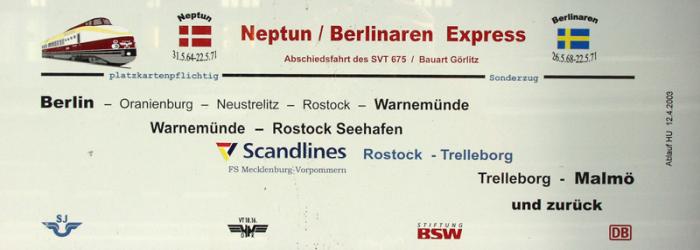 Neptun
31.5.64-22.5.71
Neptun / Berlinaren Express
Berlinaren
26.5.68-22.5.71
Abschiedsfahrt des SVT 675 / Bauart Görlitz
platzkartenpflichtig
Sonderzug
Berlin – Oranienburg – Neustrelitz – Rostock – Warnemünde
Warnemünde – Rostock Seehafen
Scandlines Rostock - Trelleborg
FS Mecklenburg-Vorpommern
Trelleborg - Malmö
und zurück
Ablauf HU 12.4.2003
SJ
VT 18.16.
STIFTUNG
BSW
DB